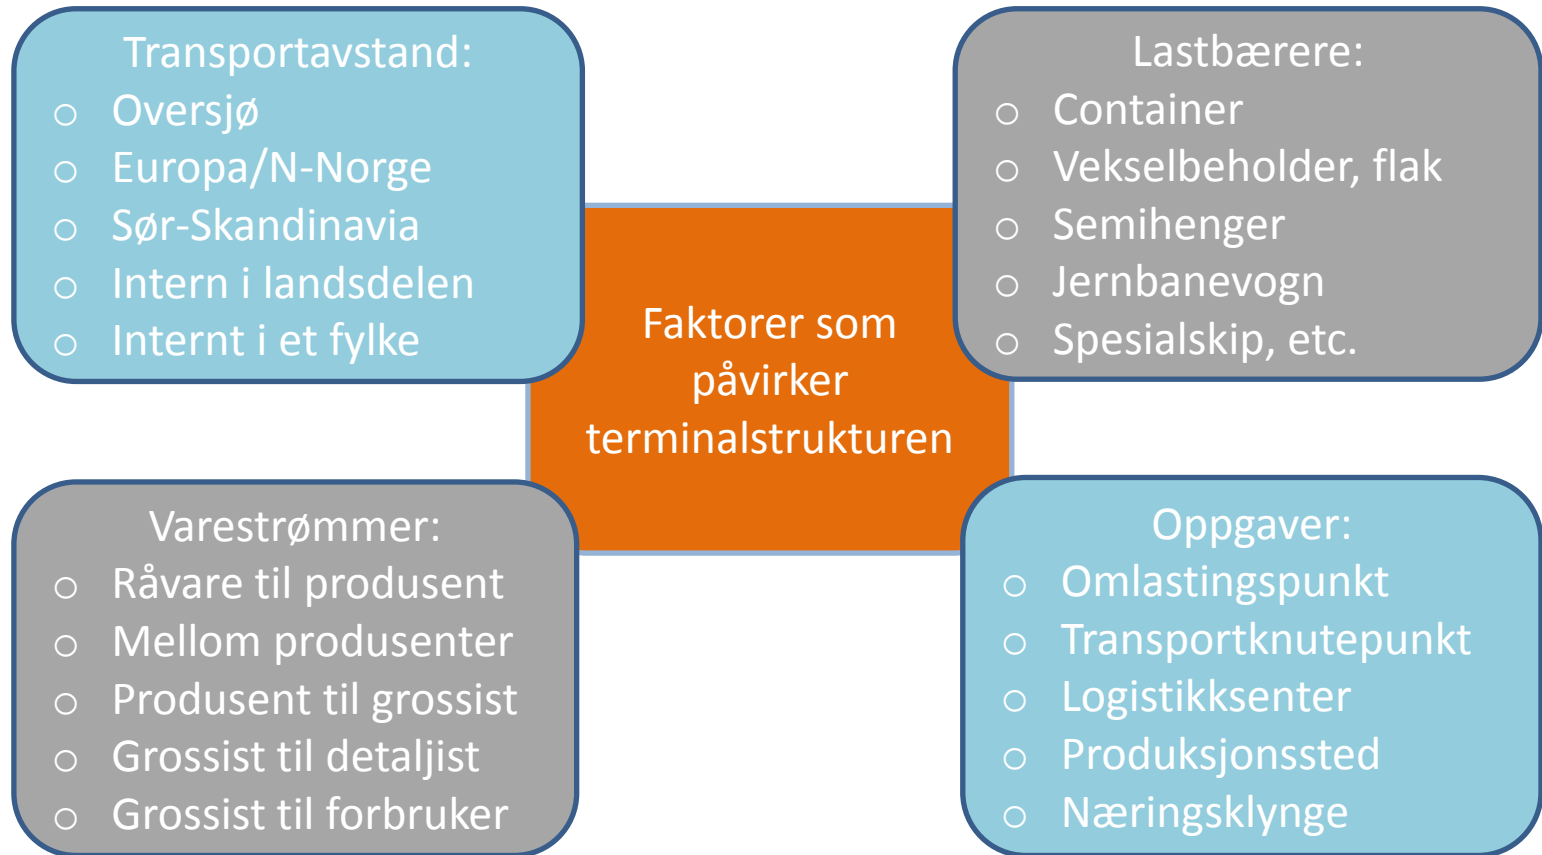 Transportavstand:
o Oversjø
o Europa/N-Norge
o Sør-Skandinavia
o Intern i landsdelen
o Internt i et fylke
Lastbærere:
o Container
o Vekselbeholder, flak
o Semihenger
o Jernbanevogn
o Spesialskip, etc.
Faktorer som
påvirker
terminalstrukturen
Varestrømmer:
o Råvare til produsent
o Mellom produsenter
o Produsent til grossist
o Grossist til detaljist
o Grossist til forbruker
Oppgaver:
o Omlastingspunkt
o Transportknutepunkt
o Logistikksenter
o Produksjonssted
o Næringsklynge